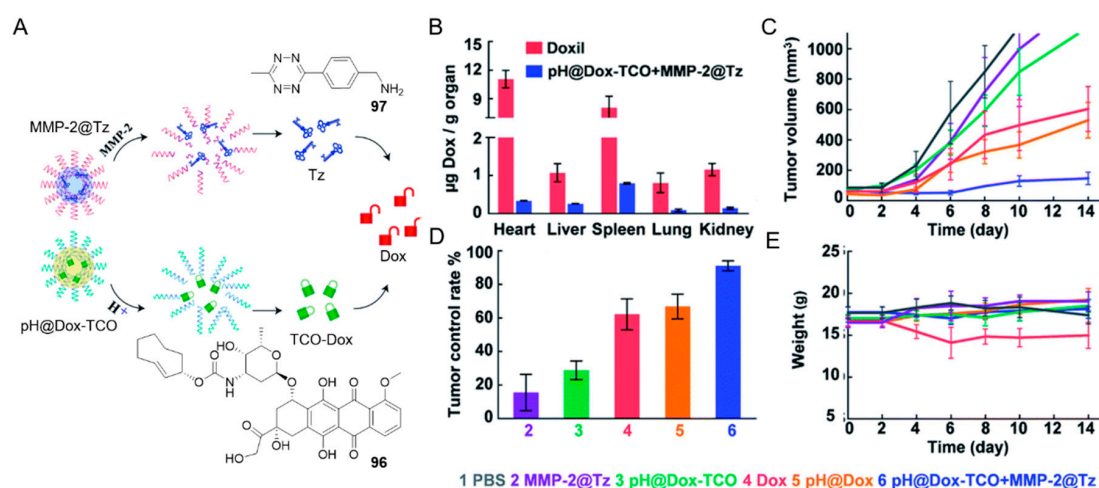 A
N N
N N
NH₂
97
MMP-2@Tz
MMP-2
Tz
Dox
pH@Dox-TCO
H⁺
TCO-Dox
O
O
N
H
HO
O
O
O OH O
O
OH
O OH O
HO
96
B
Doxil
pH@Dox-TCO+MMP-2@Tz
µg Dox / g organ
15
12
9
2
1
0
Heart Liver Spleen Lung Kidney
C
Tumor volume (mm³)
1000
800
600
400
200
0
0 2 4 6 8 10 14
Time (day)
D
Tumor control rate %
100
80
60
40
20
0
2 3 4 5 6
E
Weight (g)
25
20
15
10
5
0 2 4 6 8 10 14
Time (day)
1 PBS 2 MMP-2@Tz 3 pH@Dox-TCO 4 Dox 5 pH@Dox 6 pH@Dox-TCO+MMP-2@Tz